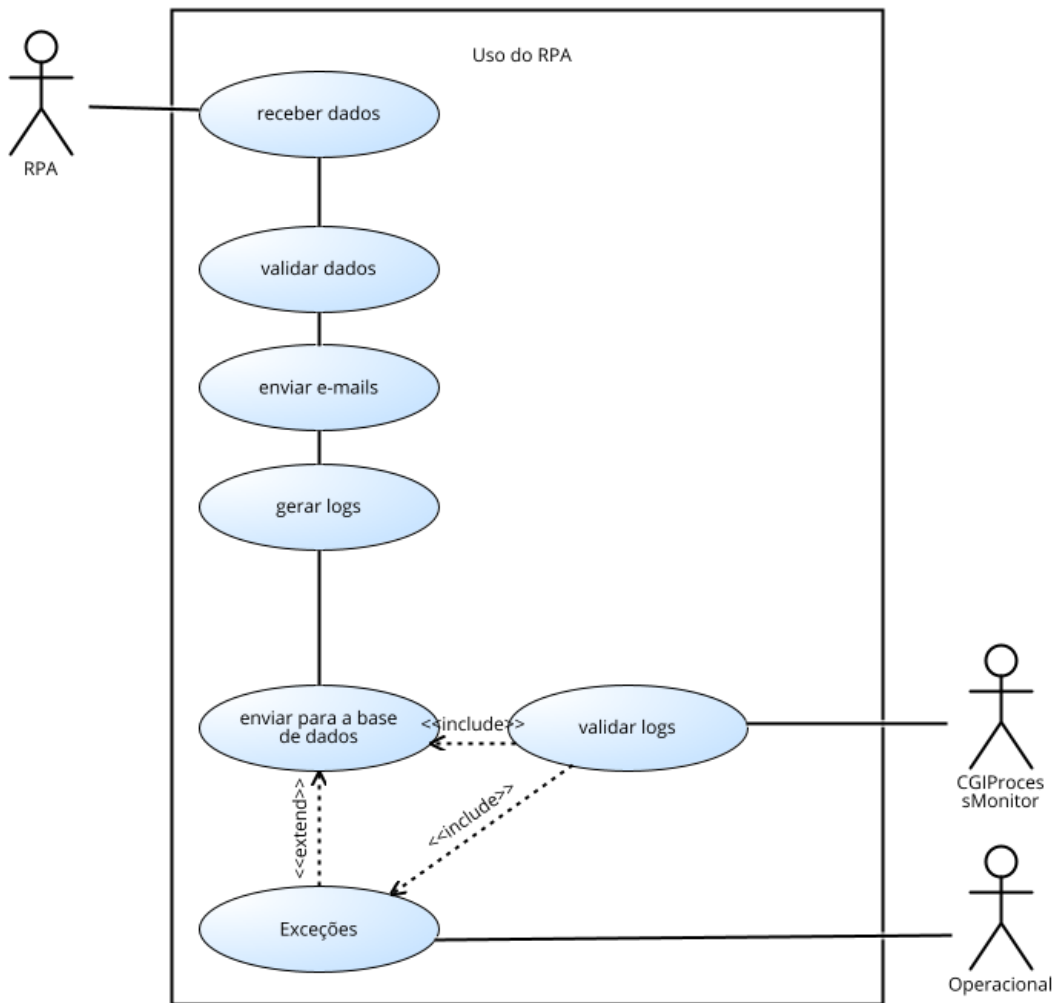 Uso do RPA
receber dados
RPA
validar dados
enviar e-mails
gerar logs
enviar para a base
de dados
<<include>>
validar logs
CGIProces
sMonitor
<<extend>>
<<include>>
Exceções
Operacional